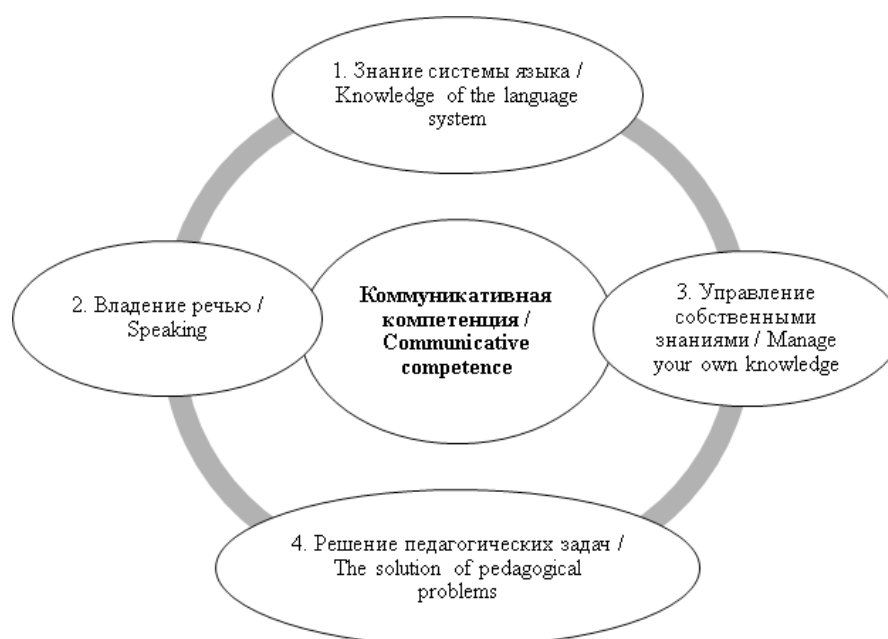 1. Знание системы языка /
Knowledge of the language
system
2. Владение речью /
Speaking
Коммуникативная
компетенция /
Communicative
competence
3. Управление
собственными
знаниями / Manage
your own knowledge
4. Решение педагогических задач /
The solution of pedagogical
problems